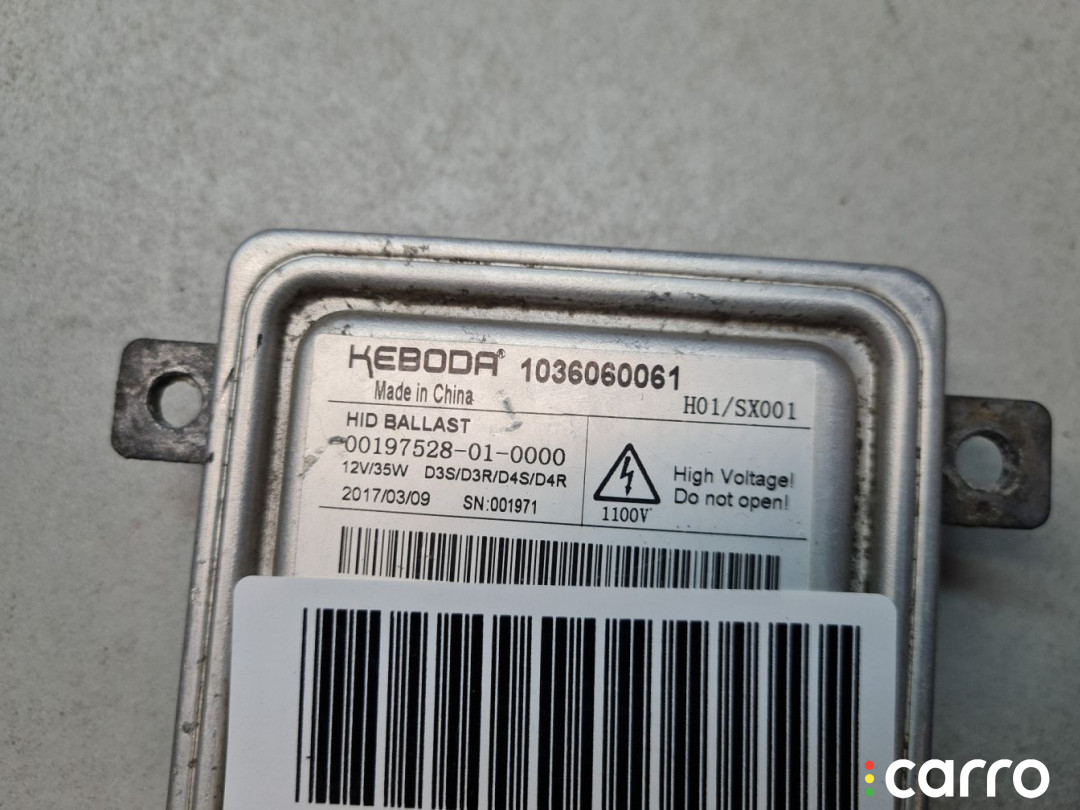 KEBODA® 1036060061
Made in China
H01/SX001
HID BALLAST
00197528-01-0000
12V/35W D3S/D3R/D4S/D4R
2017/03/09 SN:001971
High Voltage!
Do not open!
1100V
carro